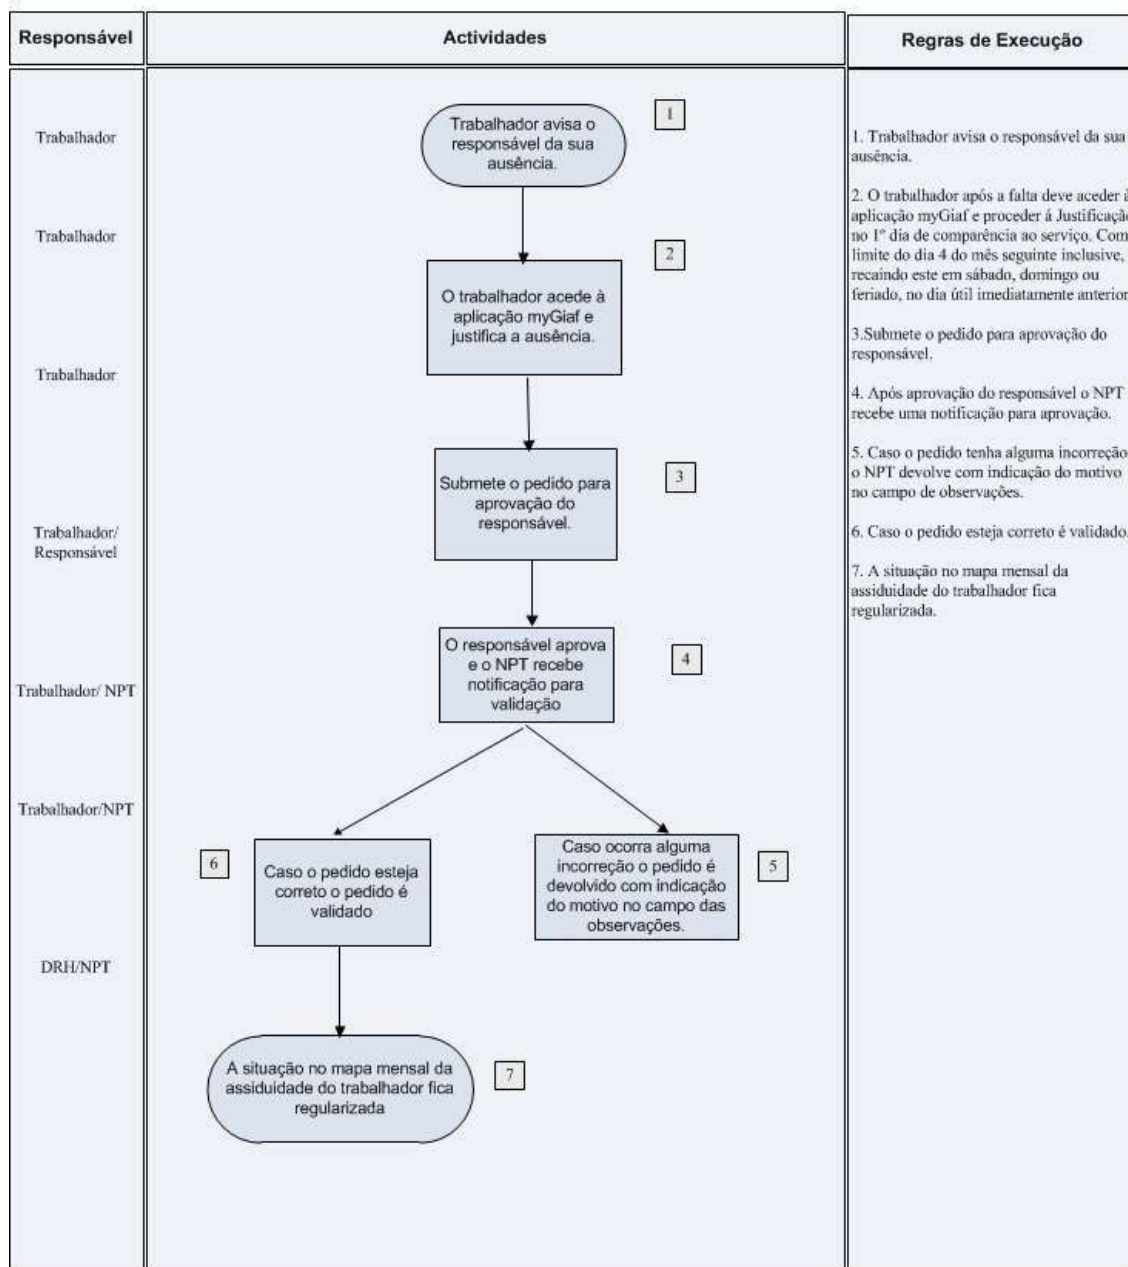 Responsável
Actividades
Regras de Execução
Trabalhador
Trabalhador
Trabalhador
Trabalhador/
Responsável
Trabalhador/ NPT
Trabalhador/NPT
DRH/NPT
1
Trabalhador avisa o
responsável da sua
ausência.
2
O trabalhador acede à
aplicação myGiaf e
justifica a ausência.
3
Submete o pedido para
aprovação do
responsável.
4
O responsável aprova
e o NPT recebe
notificação para
validação
6
Caso o pedido esteja
correto o pedido é
validado
Caso ocorra alguma
incorreção o pedido é
devolvido com indicação
do motivo no campo das
observações.
5
A situação no mapa mensal da
assiduidade do trabalhador fica
regularizada
7
1. Trabalhador avisa o responsável da sua
ausência.
2. O trabalhador após a falta deve aceder à
aplicação myGiaf e proceder á Justificação
no 1º dia de comparência ao serviço. Com
limite do dia 4 do mês seguinte inclusive,
recaindo este em sábado, domingo ou
feriado, no dia útil imediatamente anterior
3.Submete o pedido para aprovação do
responsável.
4. Após aprovação do responsável o NPT
recebe uma notificação para aprovação.
5. Caso o pedido tenha alguma incorreção
o NPT devolve com indicação do motivo
no campo de observações.
6. Caso o pedido esteja correto é validado.
7. A situação no mapa mensal da
assiduidade do trabalhador fica
regularizada.